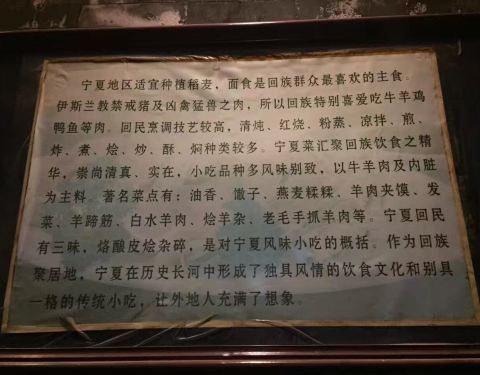 宁夏地区适宜种植稻麦，面食是回族群众最喜欢的主食。
伊斯兰教禁戒猪及凶禽猛兽之肉，所以回族特别喜爱吃牛羊鸡
鸭鱼等肉。回民烹调技艺较高，清炖、红烧、粉蒸、凉拌、煎、
炸、煮、烩、炒、酥、焖种类较多。宁夏菜汇聚回族饮食之精
华，崇尚清真、实在，小吃品种多风味别致，以牛羊肉及内脏
为主料　著名菜点有：油香、馓子、燕麦糅糅、羊肉夹馍、发
菜、羊蹄筋、白水羊肉、烩羊杂、老毛手抓羊肉等。宁夏回民
有三味，烙酿皮烩杂碎，是对宁夏风味小吃的概括。作为回族
聚居地，宁夏在历史长河中形成了独具风情的饮食文化和别具
一格的传统小吃，让外地人充满了想象。